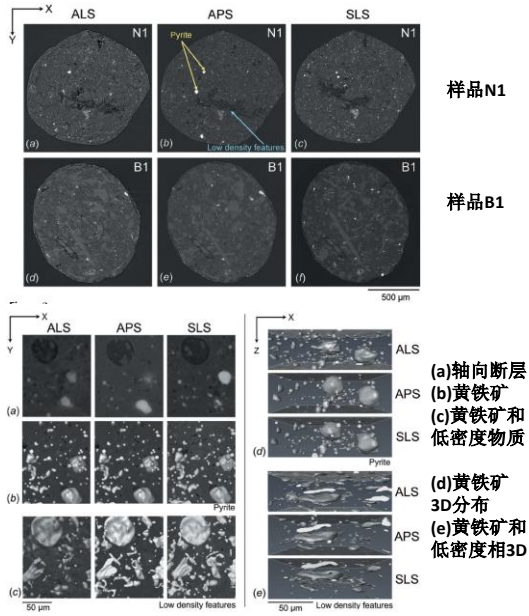 X
Y
ALS
APS
SLS
N1
N1
N1
Pyrite
Low density features
(a)
(b)
(c)
样品N1
B1
B1
B1
(d)
(e)
(f)
样品B1
500 µm
X
Y
ALS
APS
SLS
(a)
(b)
Pyrite
(c)
50 µm
Low density features
X
Z
ALS
APS
SLS
(d)
Pyrite
ALS
APS
SLS
(e)
50 µm
Low density features
(a)轴向断层
(b)黄铁矿
(c)黄铁矿和
低密度物质
(d)黄铁矿
3D分布
(e)黄铁矿和
低密度相3D